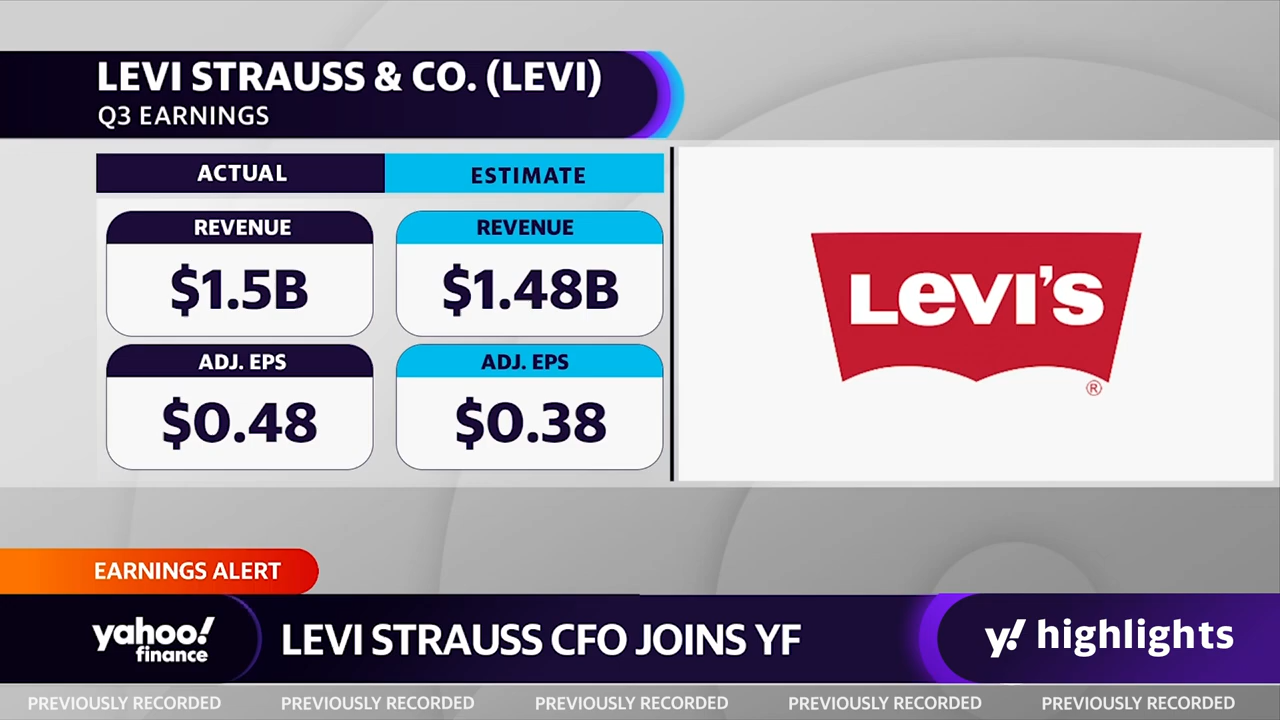 LEVI STRAUSS & CO. (LEVI)
Q3 EARNINGS
ACTUAL
ESTIMATE
REVENUE
$1.5B
REVENUE
$1.48B
ADJ. EPS
$0.48
ADJ. EPS
$0.38
LEVI'S
®
EARNINGS ALERT
yahoo!
finance
LEVI STRAUSS CFO JOINS YF
y! highlights
PREVIOUSLY RECORDED PREVIOUSLY RECORDED PREVIOUSLY RECORDED PREVIOUSLY RECORDED PREVIOUSLY RECORDED